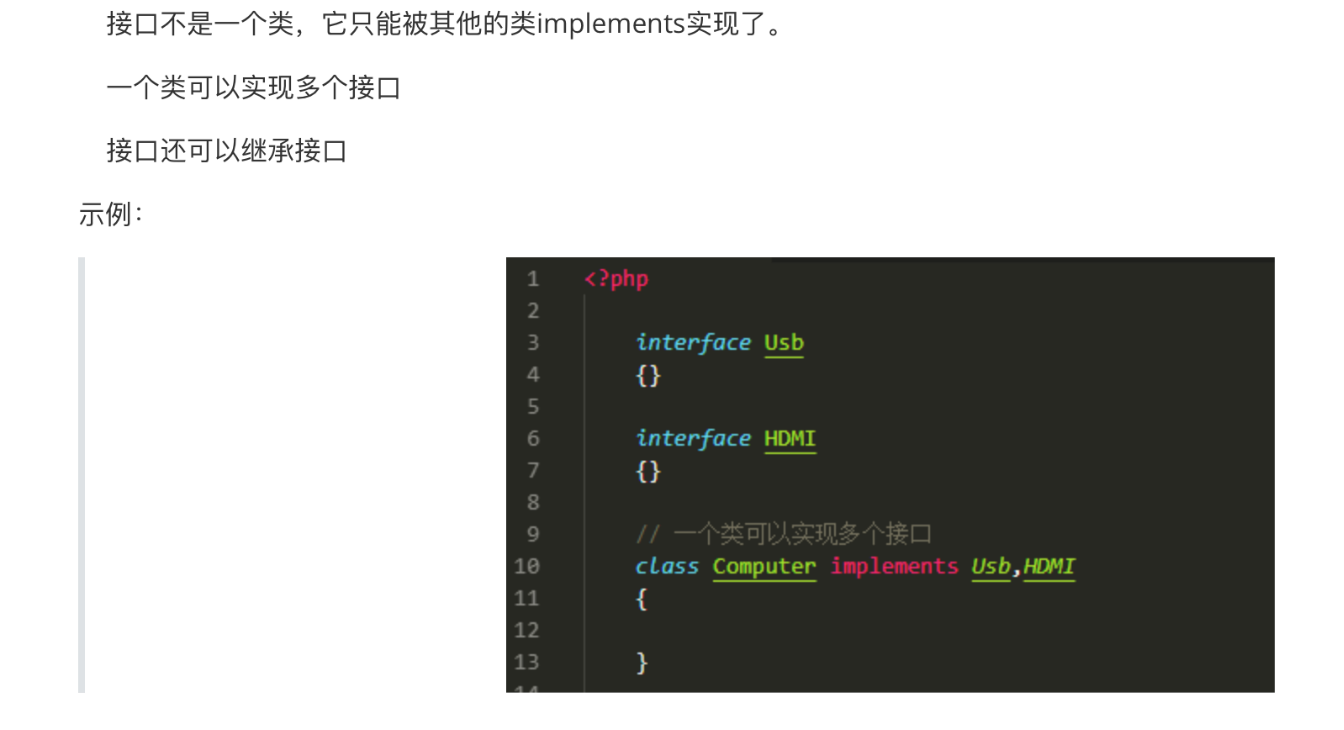 接口不是一个类，它只能被其他的类implements实现了。
一个类可以实现多个接口
接口还可以继承接口
示例：
1 <?php
2
3 interface Usb
4 {}
5
6 interface HDMI
7 {}
8
9 // 一个类可以实现多个接口
10 class Computer implements Usb,HDMI
11 {
12
13 }
14